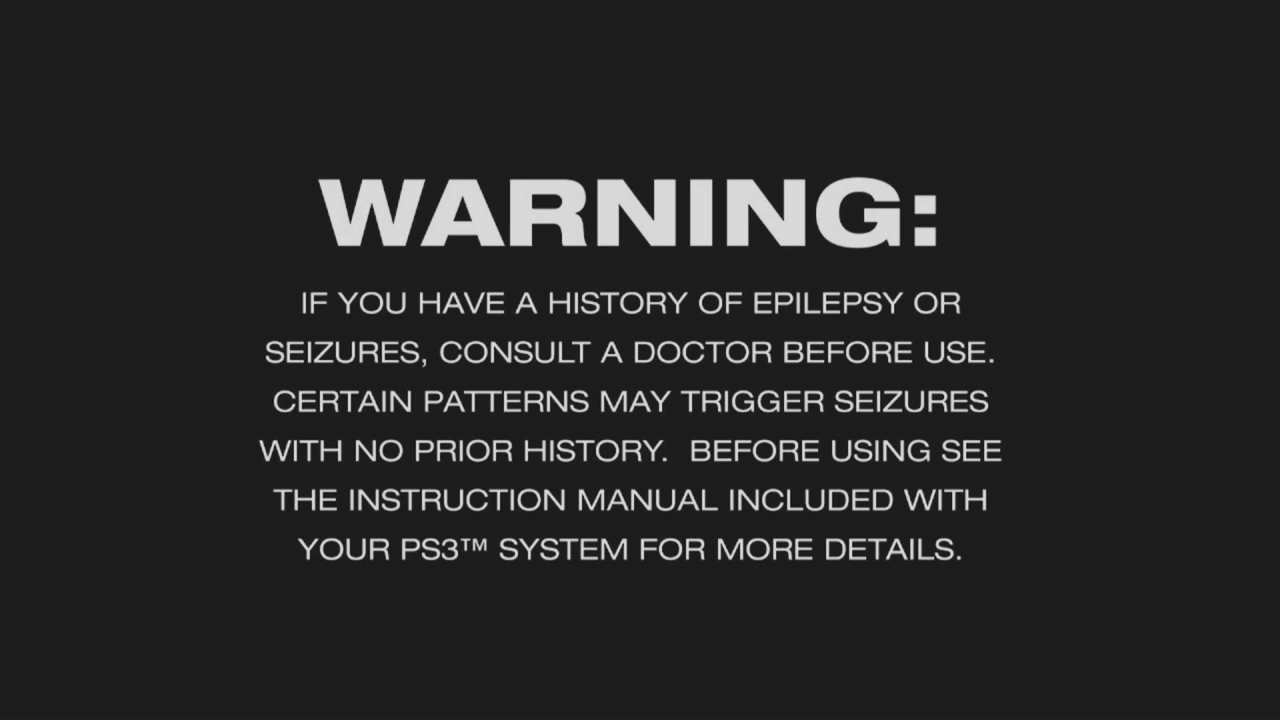 WARNING:
IF YOU HAVE A HISTORY OF EPILEPSY OR
SEIZURES, CONSULT A DOCTOR BEFORE USE.
CERTAIN PATTERNS MAY TRIGGER SEIZURES
WITH NO PRIOR HISTORY.  BEFORE USING SEE
THE INSTRUCTION MANUAL INCLUDED WITH
YOUR PS3™ SYSTEM FOR MORE DETAILS.